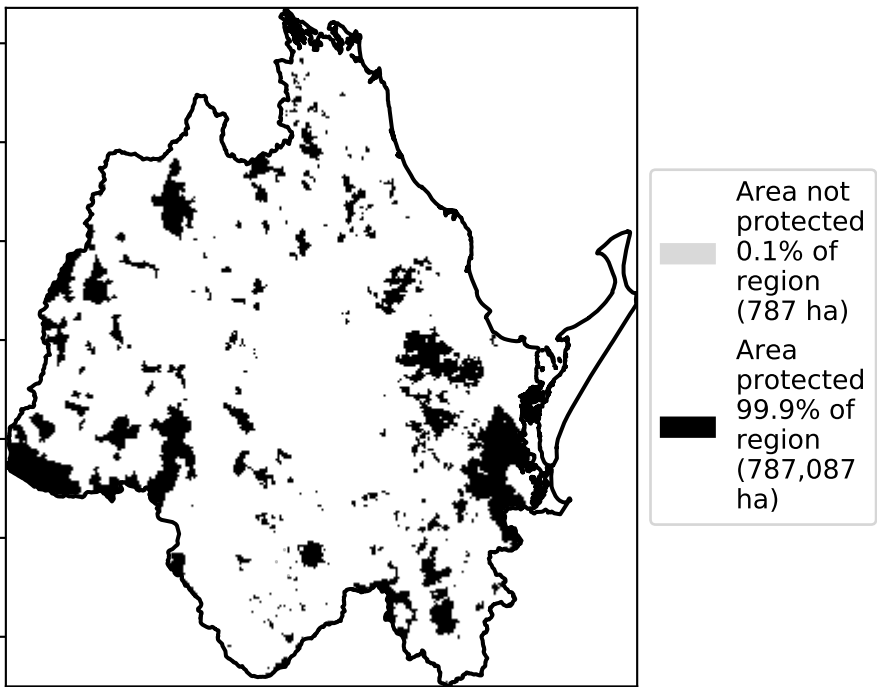 Area not
protected
0.1% of
region
(787 ha)
Area
protected
99.9% of
region
(787,087
ha)